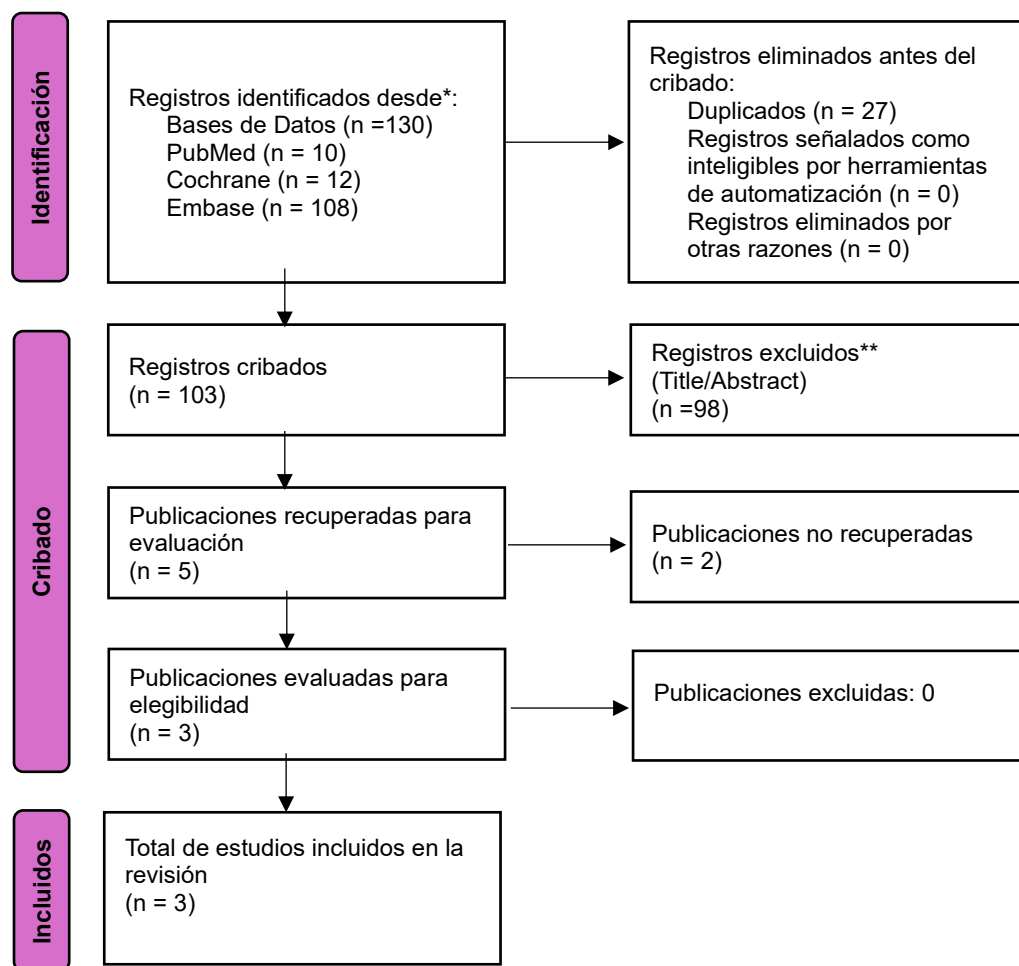 Identificación
Registros identificados desde*:
Bases de Datos (n =130)
PubMed (n = 10)
Cochrane (n = 12)
Embase (n = 108)
Registros eliminados antes del
cribado:
Duplicados (n = 27)
Registros señalados como
inteligibles por herramientas
de automatización (n = 0)
Registros eliminados por
otras razones (n = 0)
Cribado
Registros cribados
(n = 103)
Registros excluidos**
(Title/Abstract)
(n =98)
Publicaciones recuperadas para
evaluación
(n = 5)
Publicaciones no recuperadas
(n = 2)
Publicaciones evaluadas para
elegibilidad
(n = 3)
Publicaciones excluidas: 0
Incluidos
Total de estudios incluidos en la
revisión
(n = 3)